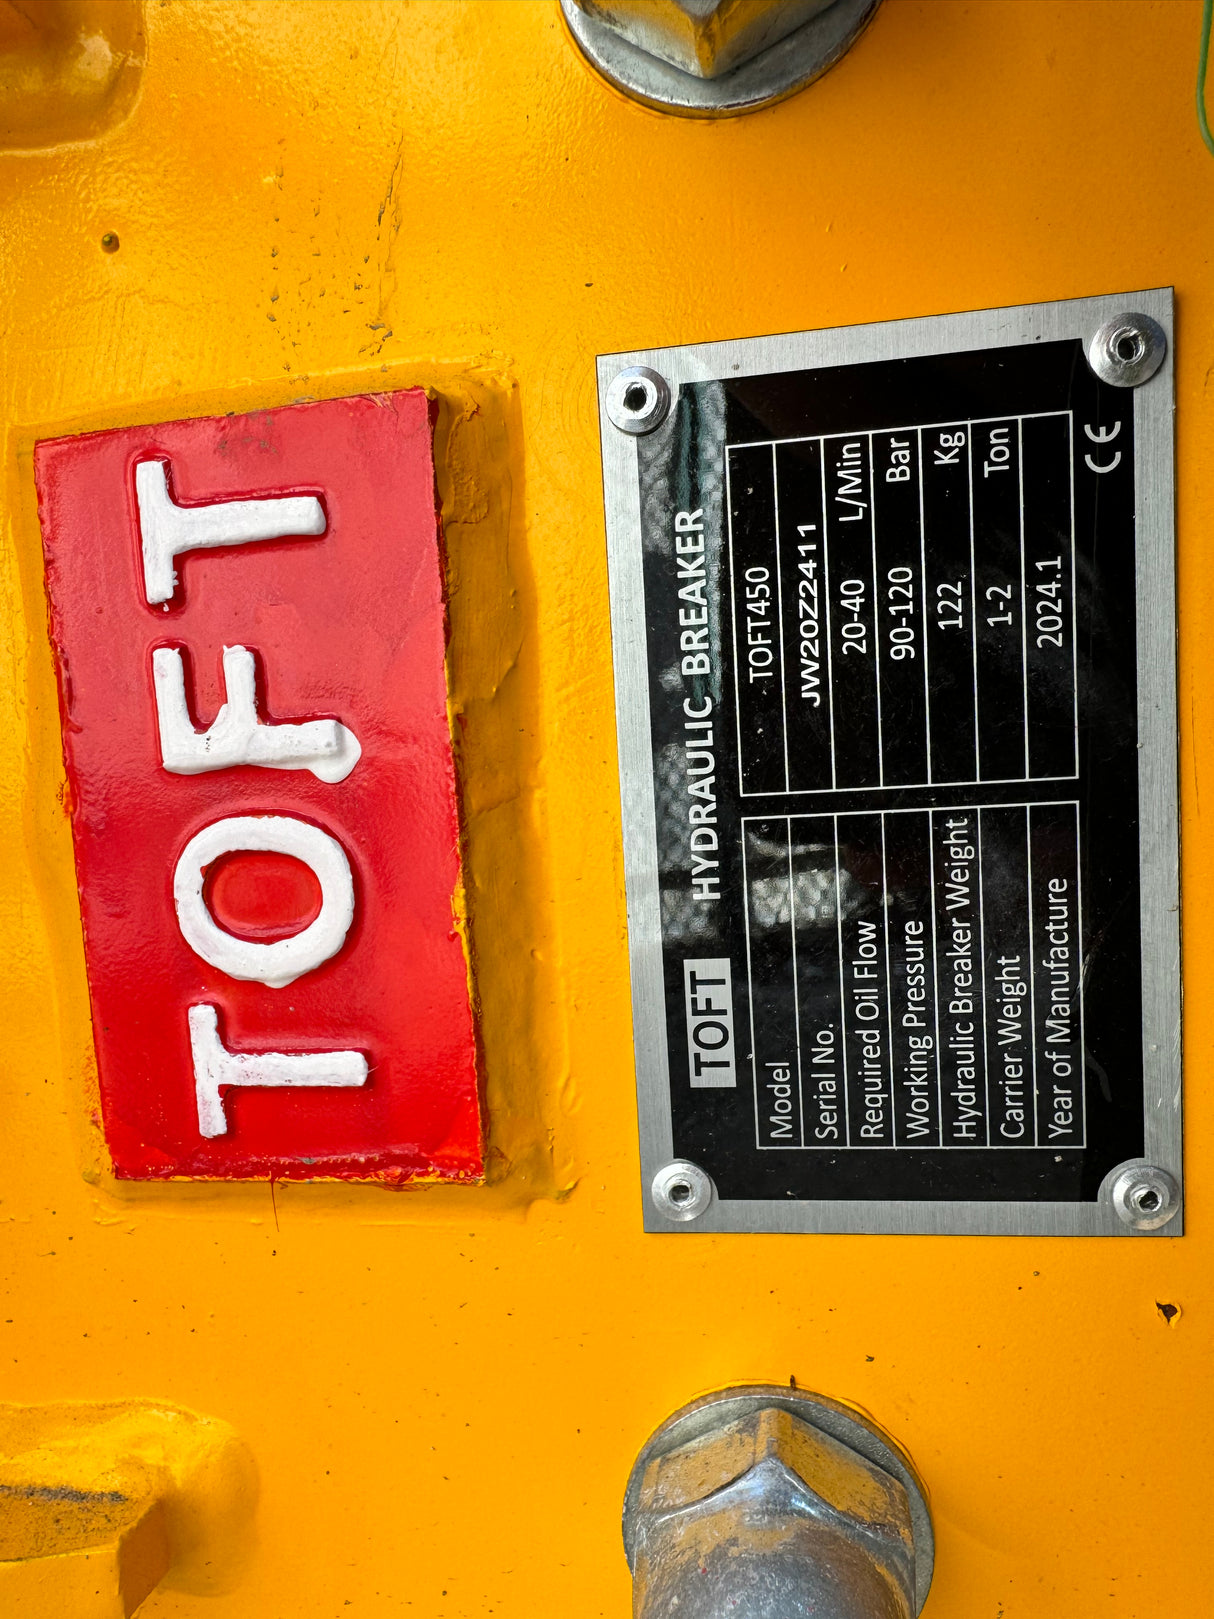 TOFT
TOFT HYDRAULIC BREAKER
Model TOFT450
Serial No. JW20Z2411
Required Oil Flow 20-40 L/Min
Working Pressure 90-120 Bar
Hydraulic Breaker Weight 122 Kg
Carrier Weight 1-2 Ton
Year of Manufacture 2024.1
CE